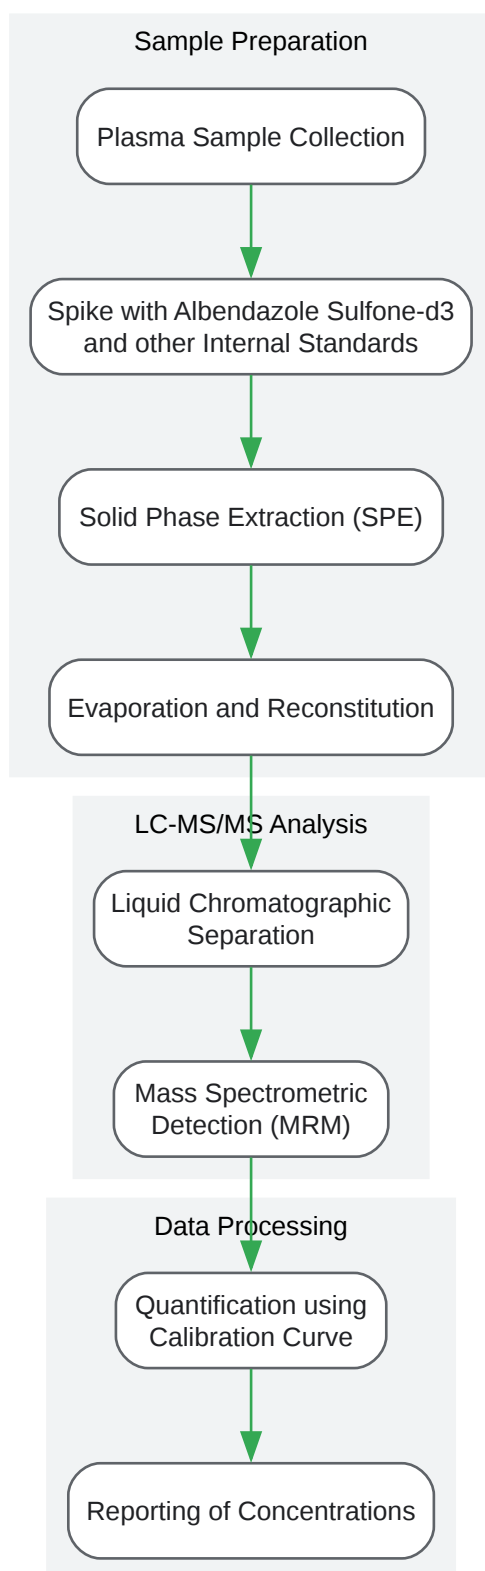 Sample Preparation
Plasma Sample Collection
Spike with Albendazole Sulfone-d3
and other Internal Standards
Solid Phase Extraction (SPE)
Evaporation and Reconstitution
LC-MS/MS Analysis
Liquid Chromatographic
Separation
Mass Spectrometric
Detection (MRM)
Data Processing
Quantification using
Calibration Curve
Reporting of Concentrations